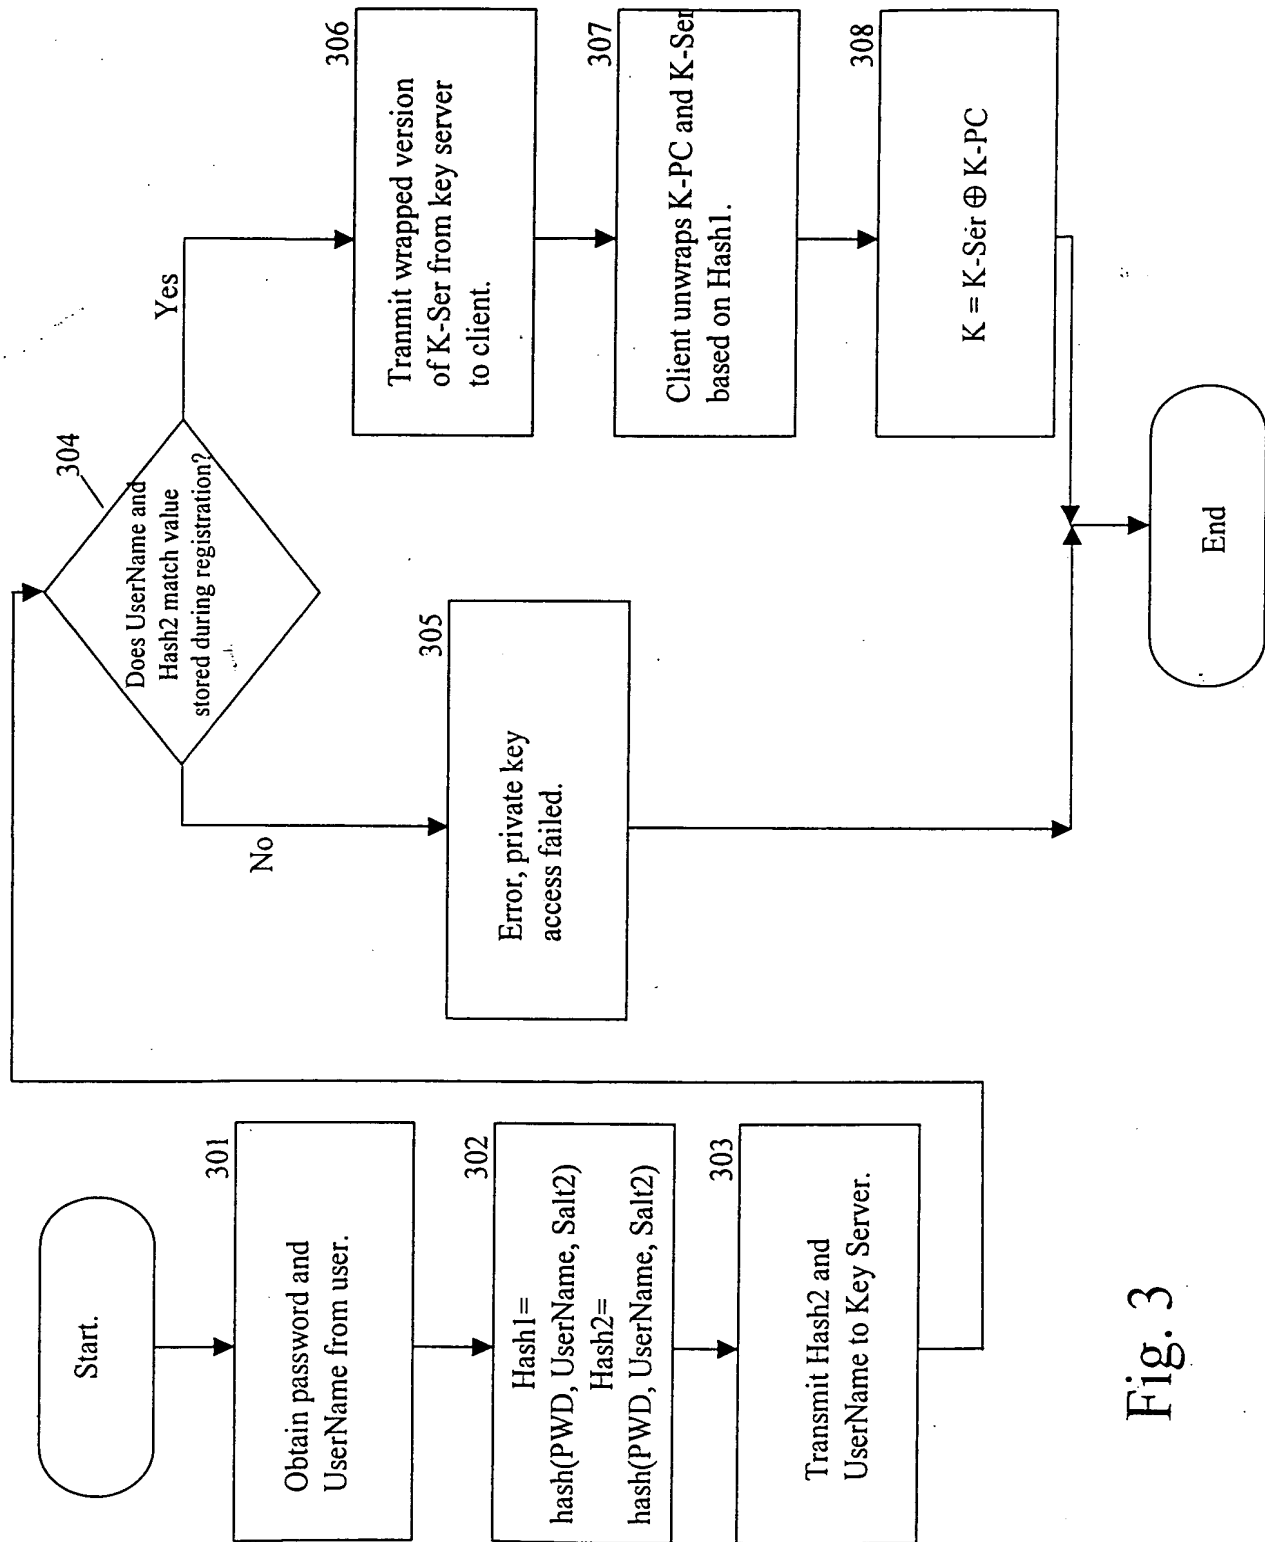 Start.
301
Obtain password and
UserName from user.
302
Hash1=
hash(PWD, UserName, Salt2)
Hash2=
hash(PWD, UserName, Salt2)
303
Transmit Hash2 and
UserName to Key Server.
304
Does UserName and
Hash2 match value
stored during registration?
No
Yes
305
Error, private key
access failed.
306
Tranmit wrapped version
of K-Ser from key server
to client.
307
Client unwraps K-PC and K-Ser
based on Hash1.
308
K = K-Ser ⊕ K-PC
End
Fig. 3